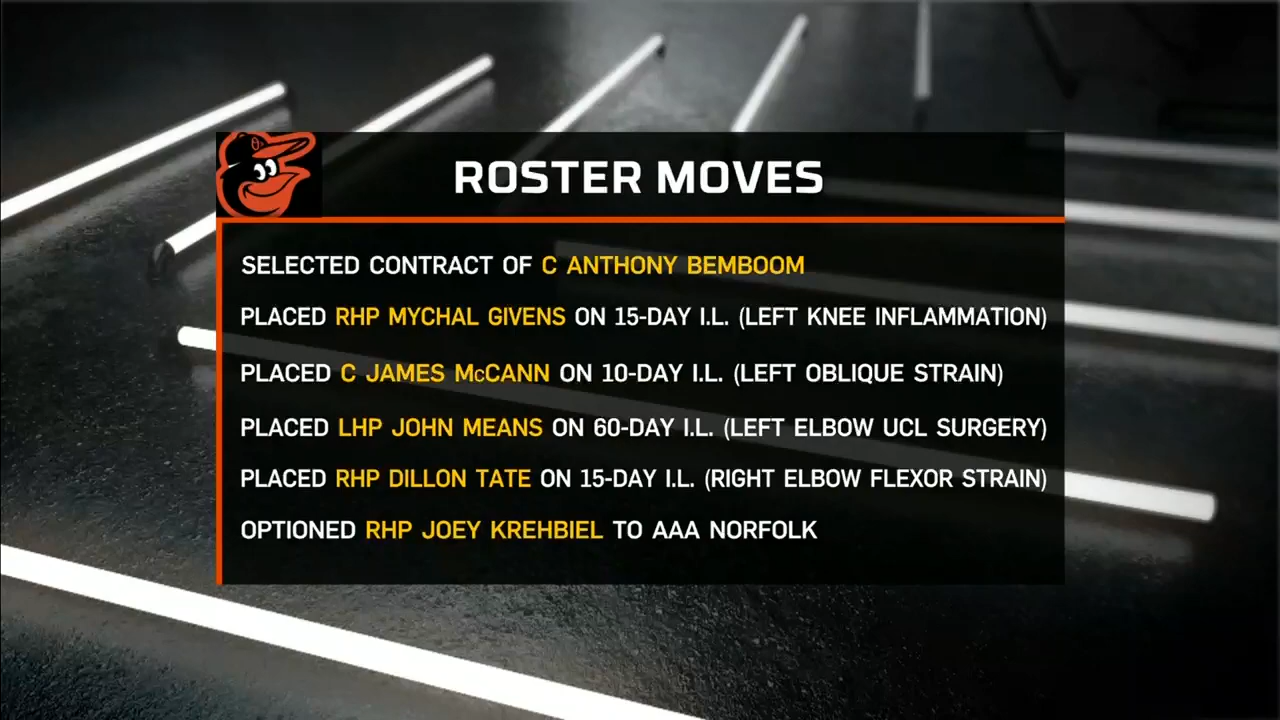 ROSTER MOVES
SELECTED CONTRACT OF C ANTHONY BEMBOOM
PLACED RHP MYCHAL GIVENS ON 15-DAY I.L. (LEFT KNEE INFLAMMATION)
PLACED C JAMES McCANN ON 10-DAY I.L. (LEFT OBLIQUE STRAIN)
PLACED LHP JOHN MEANS ON 60-DAY I.L. (LEFT ELBOW UCL SURGERY)
PLACED RHP DILLON TATE ON 15-DAY I.L. (RIGHT ELBOW FLEXOR STRAIN)
OPTIONED RHP JOEY KREHBIEL TO AAA NORFOLK